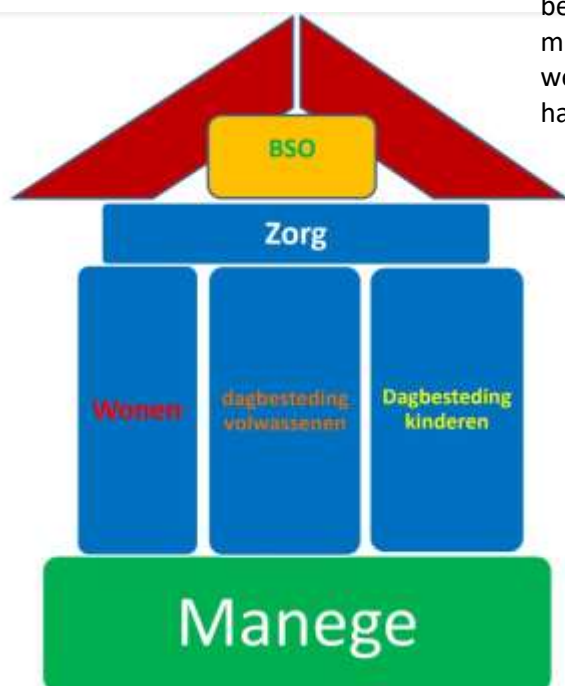 BSO
Zorg
Wonen
dagbesteding
volwassenen
Dagbesteding
kinderen
Manege